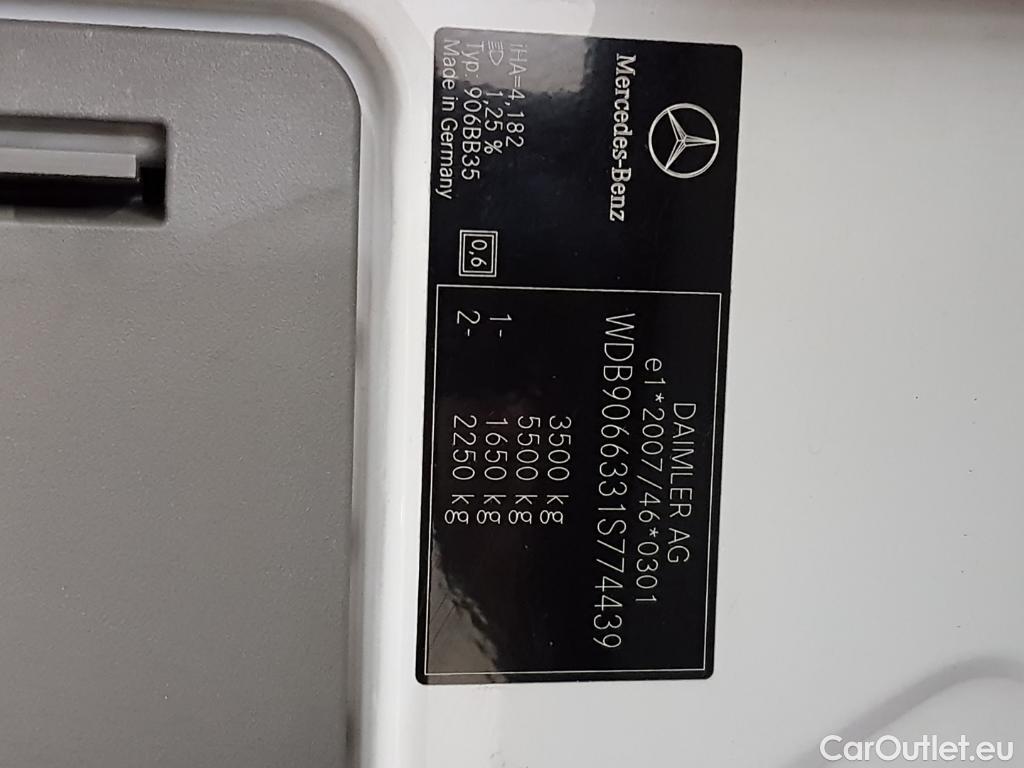 Mercedes-Benz
iHA=4,182
1,25 %
Typ: 906BB35
Made in Germany
0,6
DAIMLER AG
e1*2007/46*0301
WDB9066331S774439
3500 kg
5500 kg
1- 1650 kg
2- 2250 kg
CarOutlet.eu